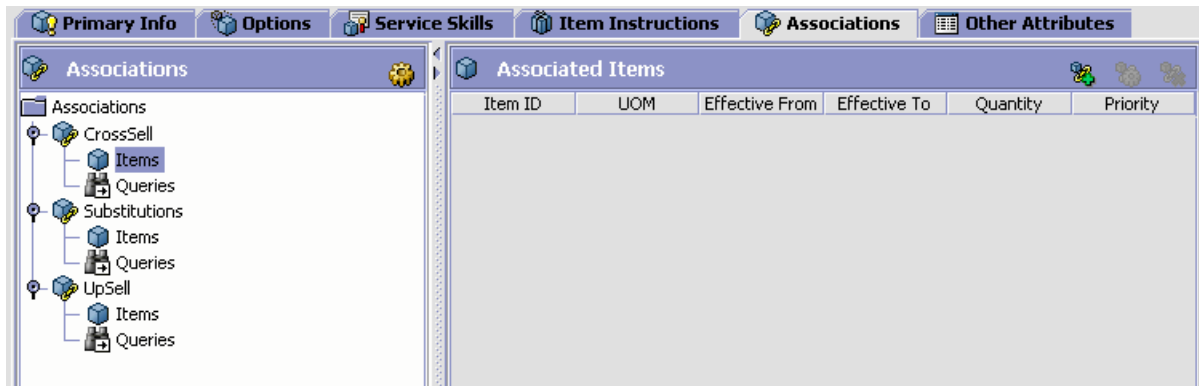 Primary Info Options Service Skills Item Instructions Associations Other Attributes
Associations
Associations
CrossSell
Items
Queries
Substitutions
Items
Queries
UpSell
Items
Queries
Associated Items
Item ID UOM Effective From Effective To Quantity Priority